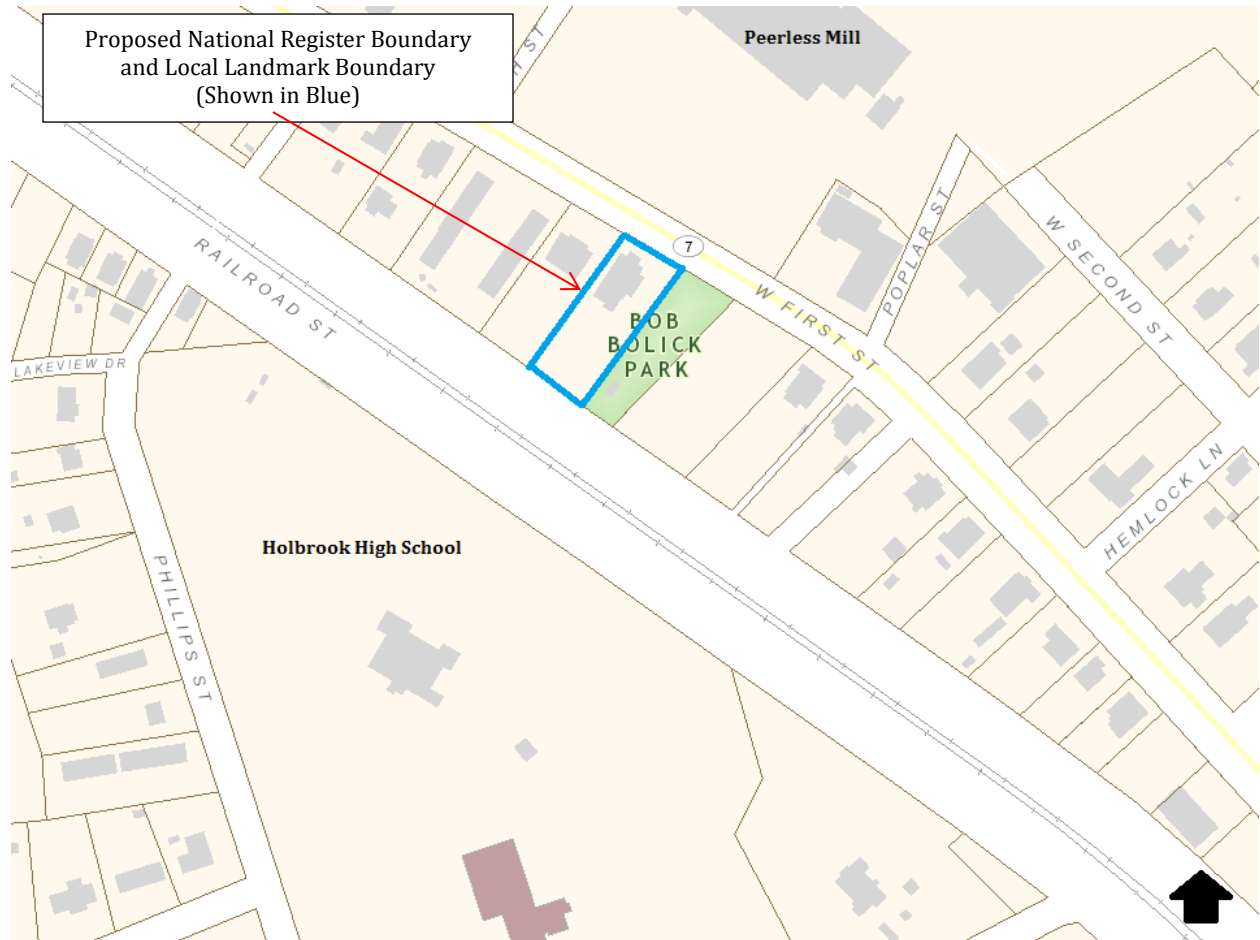 Proposed National Register Boundary
and Local Landmark Boundary
(Shown in Blue)
H ST
Peerless Mill
RAILROAD ST
7
W FIRST ST
POPLAR ST
W SECOND ST
BOB
BOLICK
PARK
LAKEVIEW DR
HEMLOCK LN
Holbrook High School
PHILLIPS ST